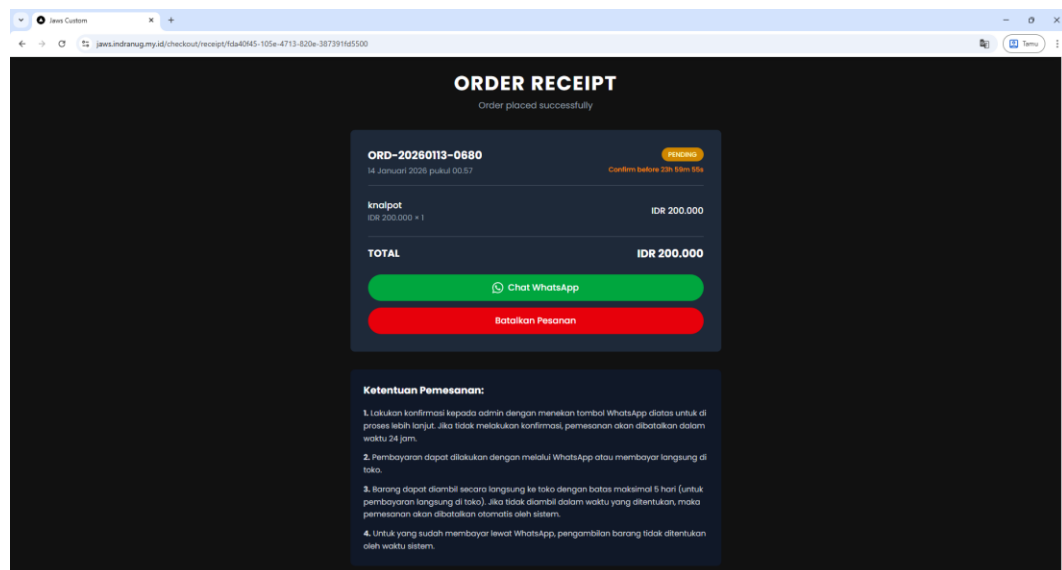 Jaws Custom
jaws.indranug.my.id/checkout/receipt/fda40f45-105e-4713-820e-387391fd5500
Temu
ORDER RECEIPT
Order placed successfully
ORD-20260113-0680
PENDING
14 Januari 2026 pukul 00.57
Confirm before 23h 59m 55s
knalpot
IDR 200.000 × 1
IDR 200.000
TOTAL
IDR 200.000
Chat WhatsApp
Batalkan Pesanan
Ketentuan Pemesanan:
1. Lakukan konfirmasi kepada admin dengan menekan tombol WhatsApp diatas untuk di
proses lebih lanjut. Jika tidak melakukan konfirmasi, pemesanan akan dibatalkan dalam
waktu 24 jam.
2. Pembayaran dapat dilakukan dengan melalui WhatsApp atau membayar langsung di
toko.
3. Barang dapat diambil secara langsung ke toko dengan batas maksimal 5 hari (untuk
pembayaran langsung di toko). Jika tidak diambil dalam waktu yang ditentukan, maka
pemesanan akan dibatalkan otomatis oleh sistem.
4. Untuk yang sudah membayar lewat WhatsApp, pengambilan barang tidak ditentukan
oleh waktu sistem.